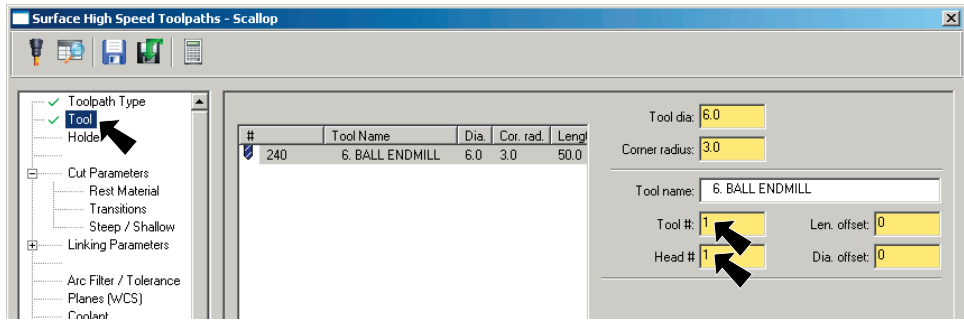 Surface High Speed Toolpaths - Scallop
Toolpath Type
Tool
Holde
Cut Parameters
Rest Material
Transitions
Steep / Shallow
Linking Parameters
Arc Filter / Tolerance
Planes (WCS)
Coolant
# Tool Name Dia. Cor. rad. Lengl
240 6. BALL ENDMILL 6.0 3.0 50.0
Tool dia: 6.0
Corner radius: 3.0
Tool name: 6. BALL ENDMILL
Tool #: 1 Len. offset: 0
Head # 1 Dia. offset: 0